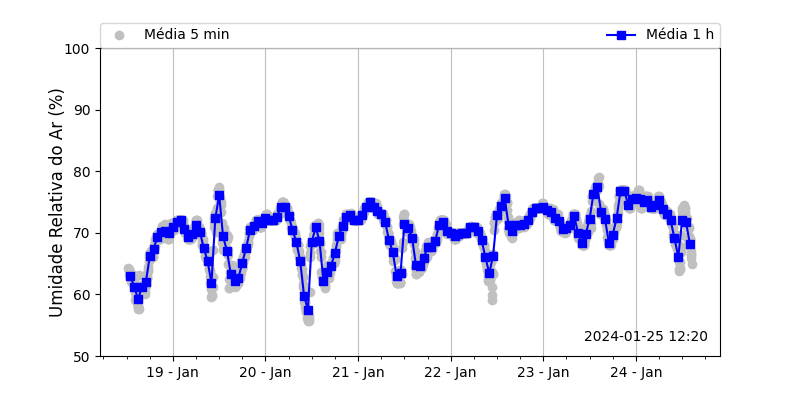 Média 5 min
Média 1 h
Umidade Relativa do Ar (%)
100
90
80
70
60
50
2024-01-25 12:20
19 - Jan
20 - Jan
21 - Jan
22 - Jan
23 - Jan
24 - Jan